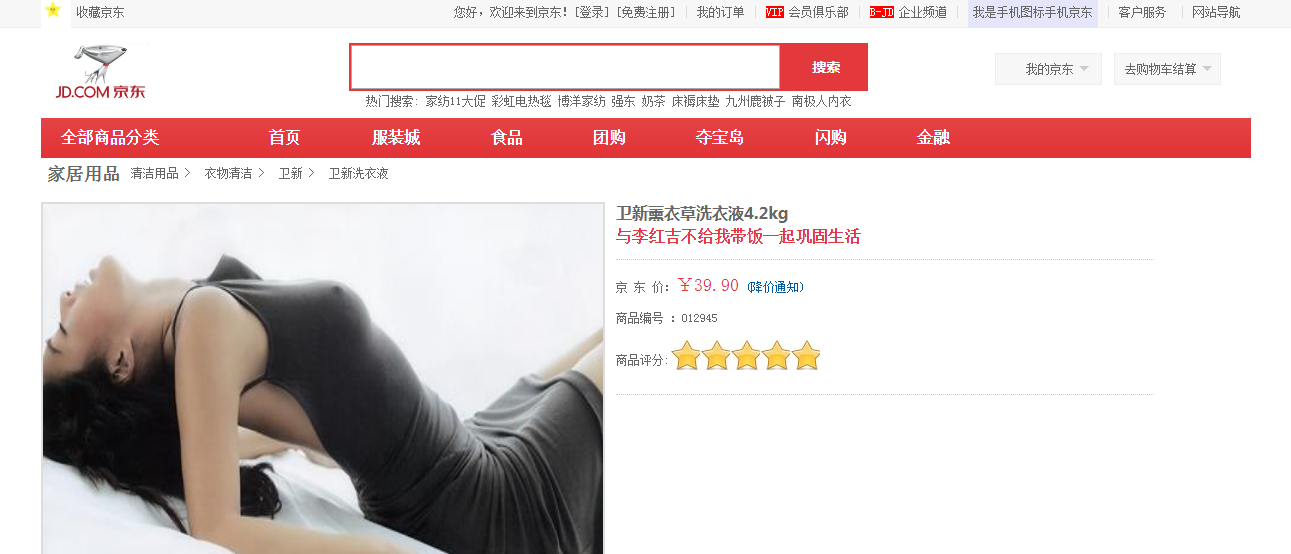 收藏京东 您好，欢迎来到京东！[登录] [免费注册] 我的订单 VIP 会员俱乐部 B-JD 企业频道 我是手机图标手机京东 客户服务 网站导航
JD.COM 京东
搜索 我的京东 去购物车结算
热门搜索：家纺11大促 彩虹电热毯 博洋家纺 强东 奶茶 床褥床垫 九州鹿被子 南极人内衣
全部商品分类 首页 服装城 食品 团购 夺宝岛 闪购 金融
家居用品 清洁用品 > 衣物清洁 > 卫新 > 卫新洗衣液
卫新薰衣草洗衣液4.2kg
与李红吉不给我带饭一起巩固生活
京 东 价：￥39.90 (降价通知)
商品编号 ：012945
商品评分：